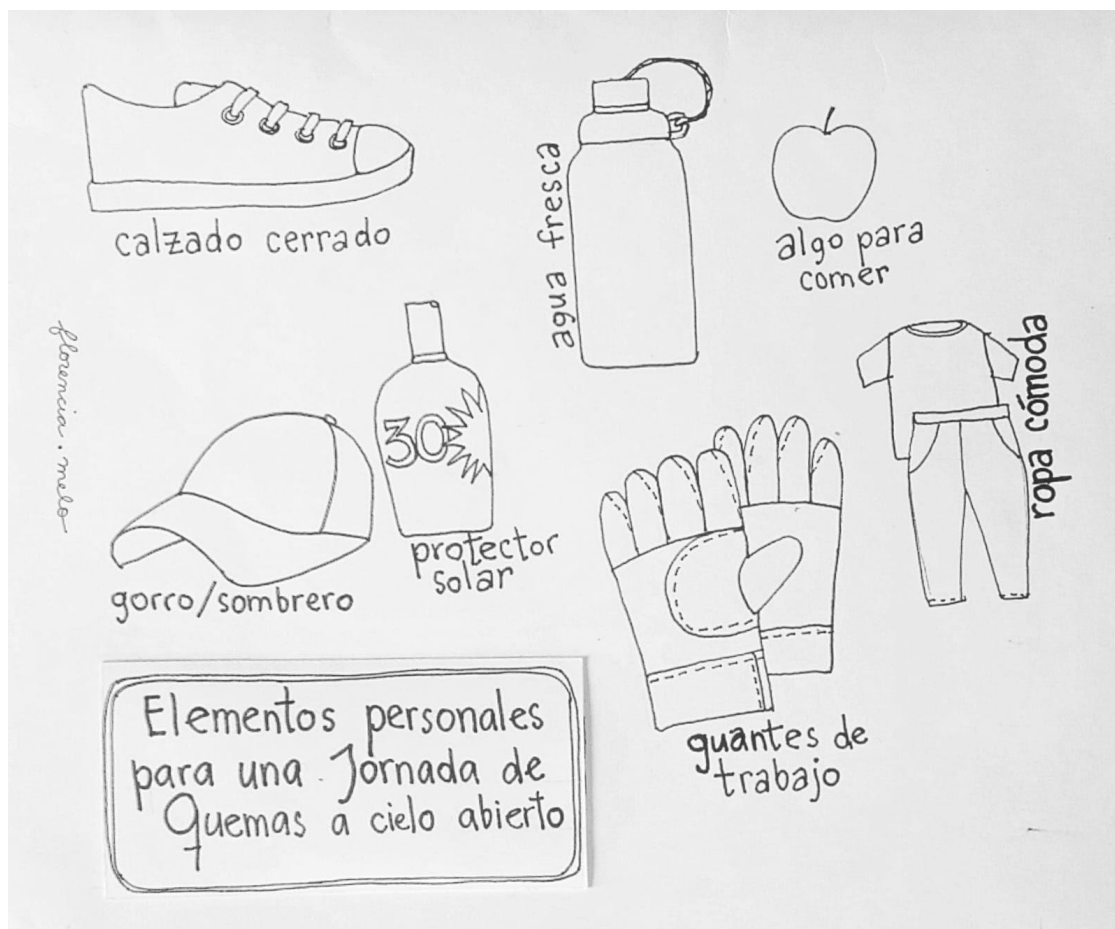 calzado cerrado
agua fresca
algo para
comer
florencia.melo
30
gorro/sombrero
protector
solar
ropa cómoda
guantes de
trabajo
Elementos personales
para una Jornada de
Quemas a cielo abierto